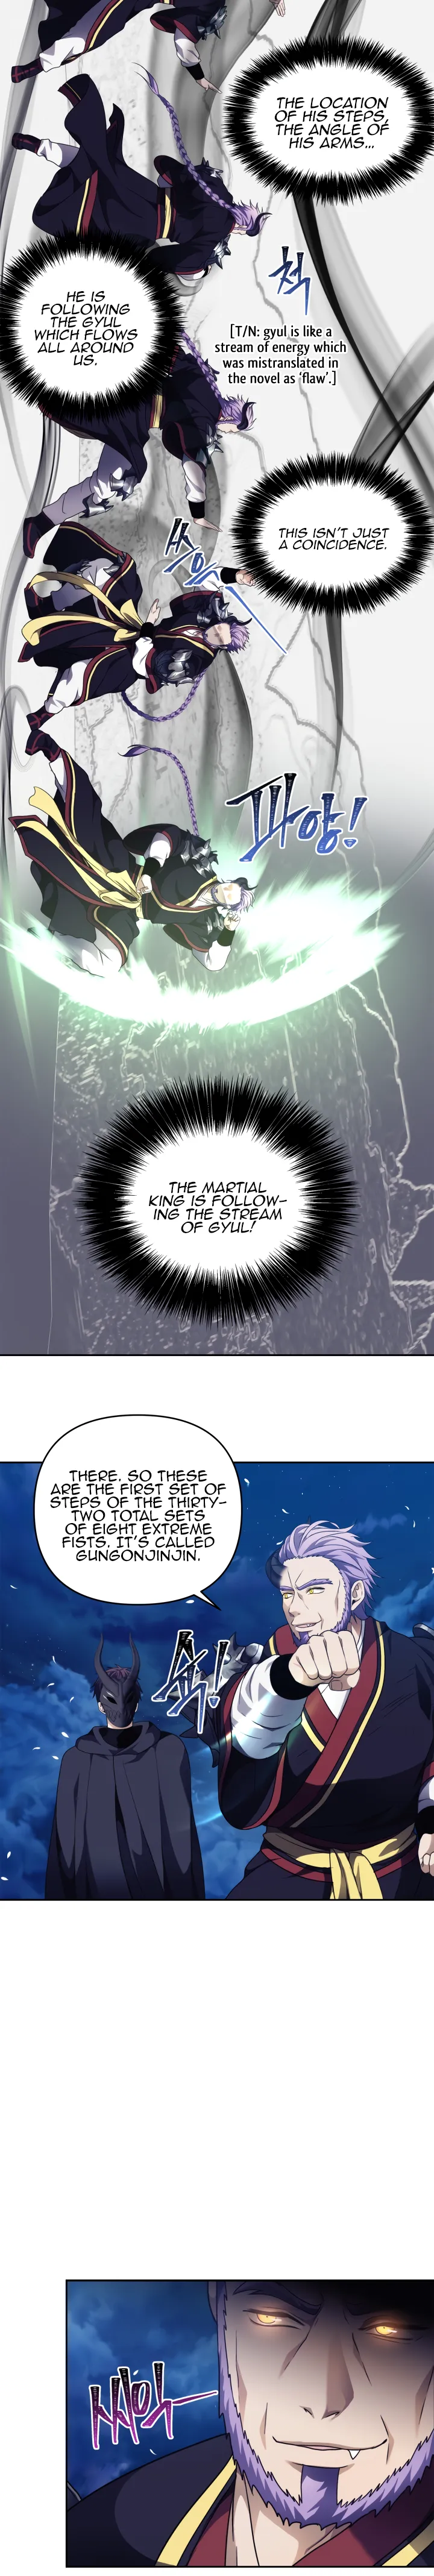 THE LOCATION
OF HIS STEPS,
THE ANGLE OF
HIS ARMS...
척
HE IS
FOLLOWING
THE GYUL
WHICH FLOWS
ALL AROUND
US.
[T/N: gyul is like a
stream of energy which
was mistranslated in
the novel as 'flaw'.]
THIS ISN'T JUST
A COINCIDENCE.
스윽
파앙!
THE MARTIAL
KING IS FOLLOW-
ING THE STREAM
OF GYUL!
THERE. SO THESE
ARE THE FIRST SET OF
STEPS OF THE THIRTY-
TWO TOTAL SETS
OF EIGHT EXTREME
FISTS. IT'S CALLED
GUNGONJINJIN.